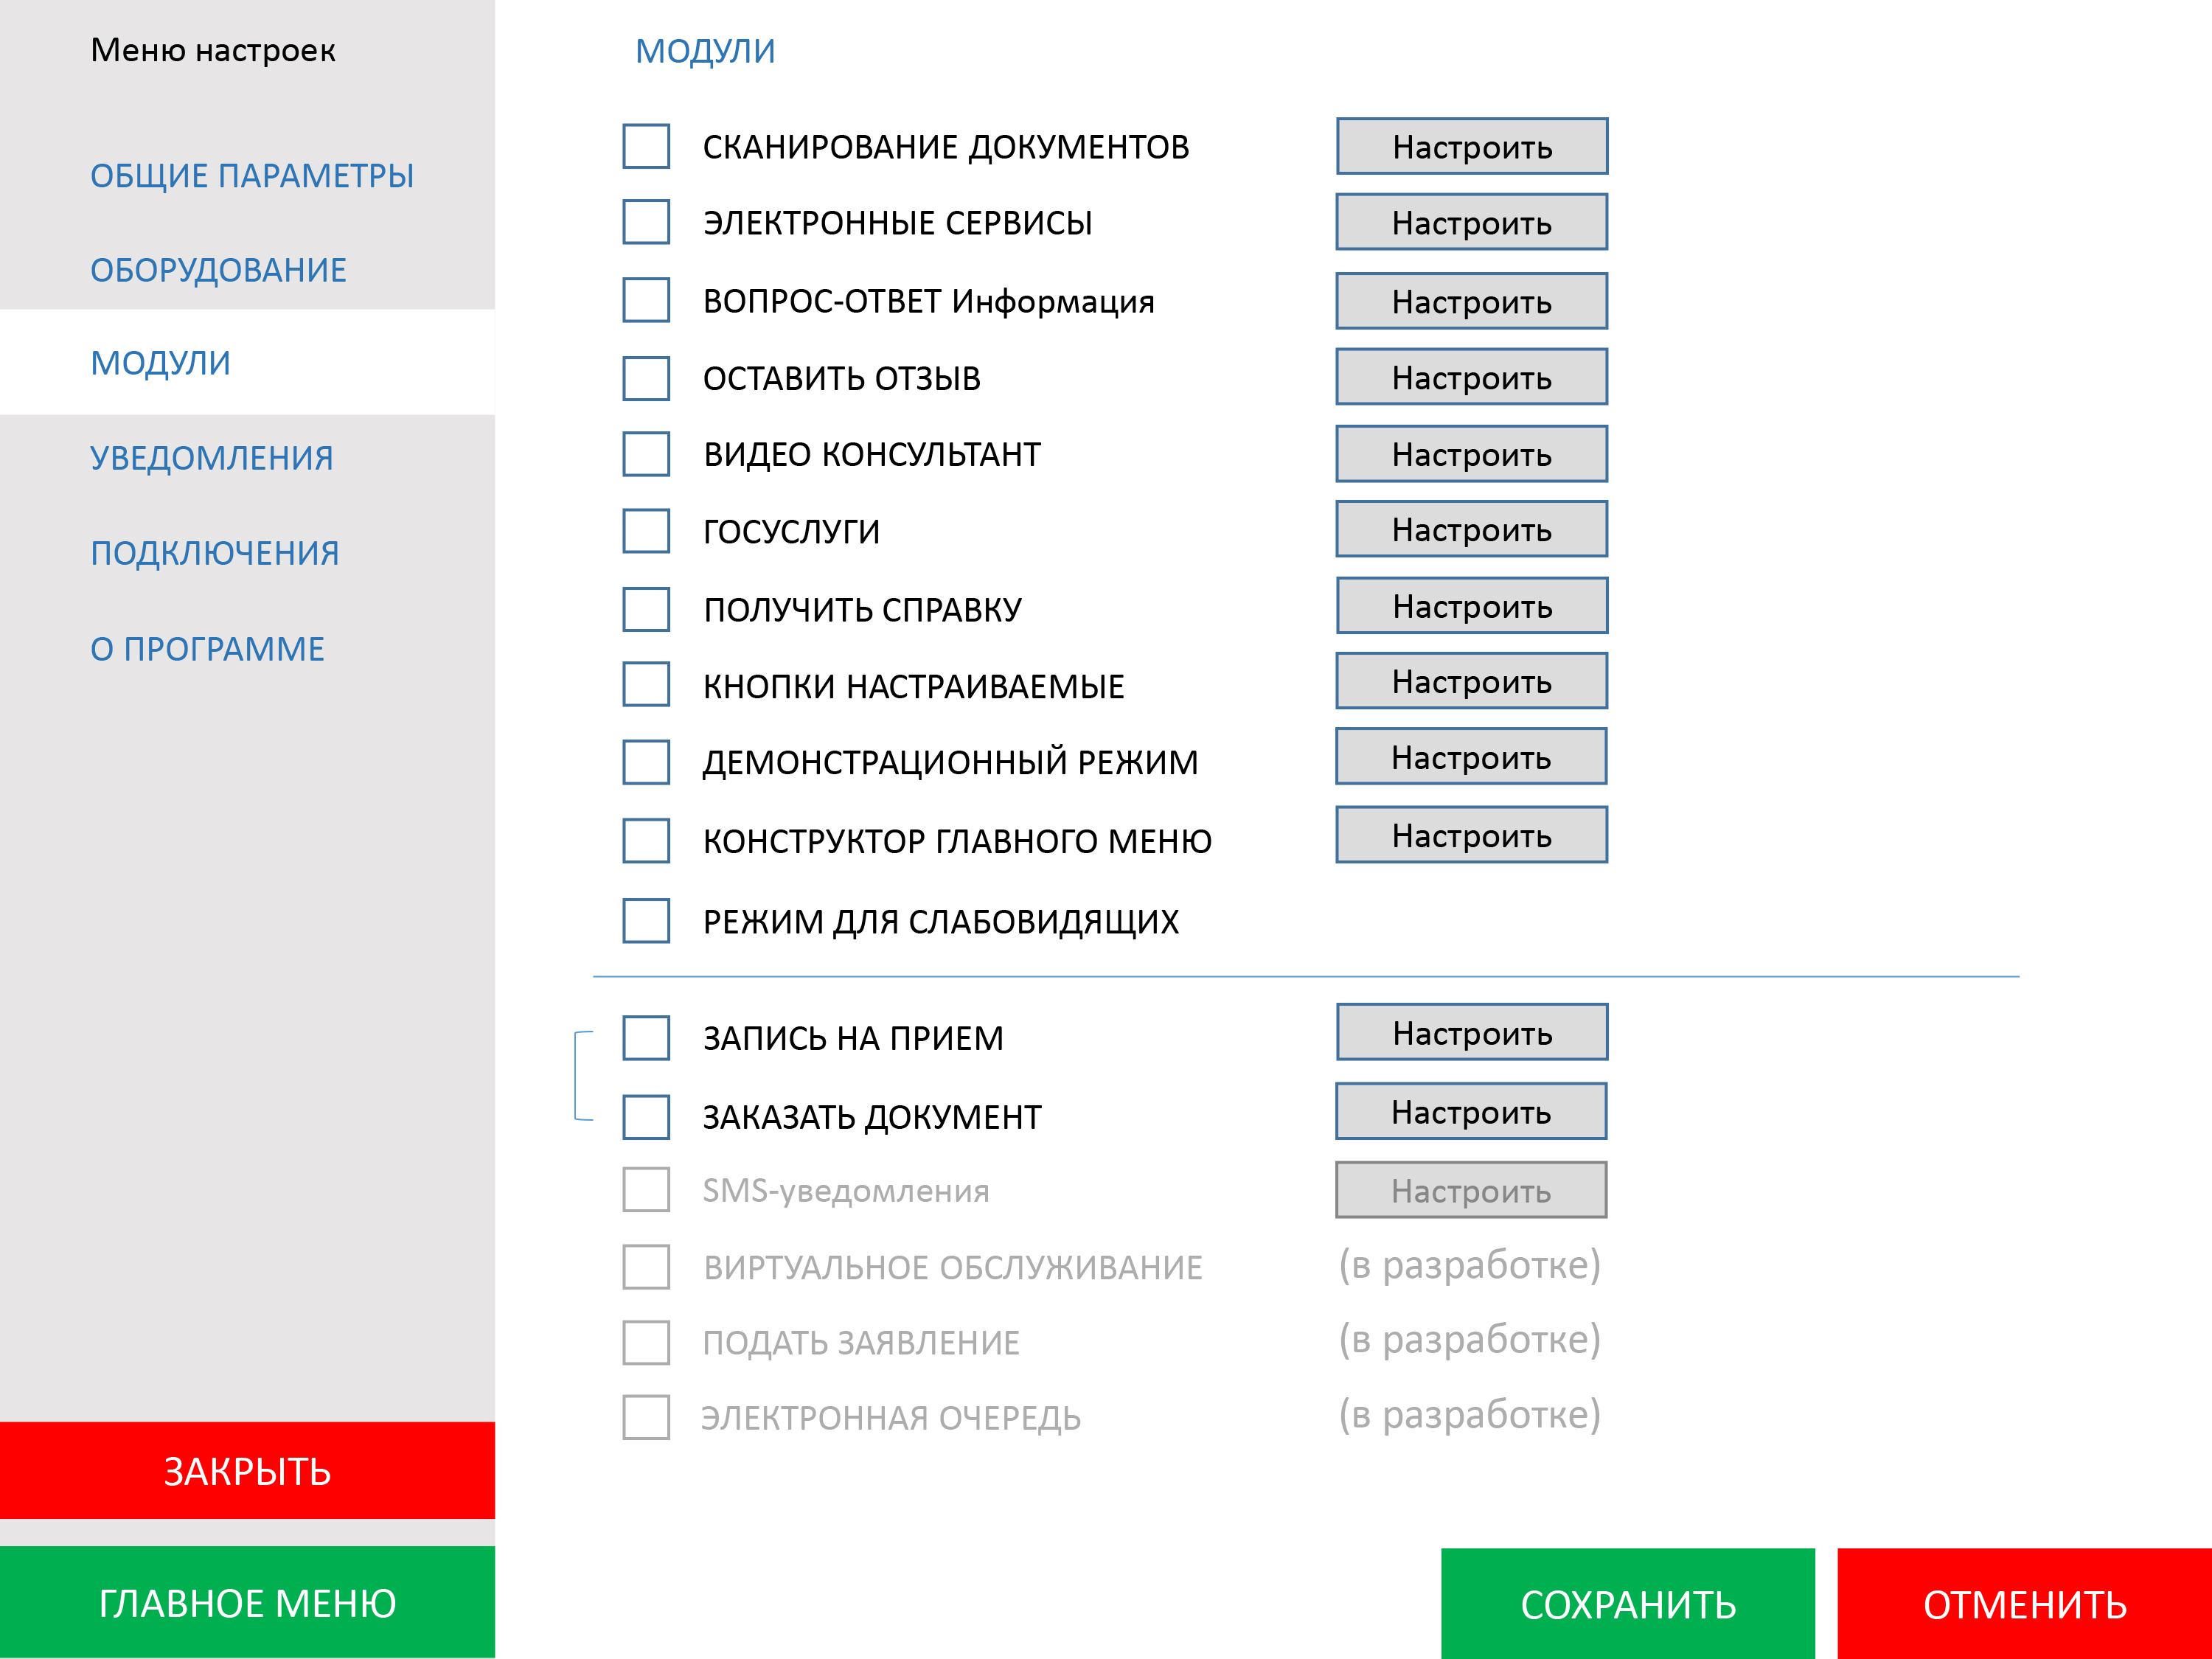 Меню настроек
ОБЩИЕ ПАРАМЕТРЫ
ОБОРУДОВАНИЕ
МОДУЛИ
УВЕДОМЛЕНИЯ
ПОДКЛЮЧЕНИЯ
О ПРОГРАММЕ
ЗАКРЫТЬ
ГЛАВНОЕ МЕНЮ
МОДУЛИ
СКАНИРОВАНИЕ ДОКУМЕНТОВ Настроить
ЭЛЕКТРОННЫЕ СЕРВИСЫ Настроить
ВОПРОС-ОТВЕТ Информация Настроить
ОСТАВИТЬ ОТЗЫВ Настроить
ВИДЕО КОНСУЛЬТАНТ Настроить
ГОСУСЛУГИ Настроить
ПОЛУЧИТЬ СПРАВКУ Настроить
КНОПКИ НАСТРАИВАЕМЫЕ Настроить
ДЕМОНСТРАЦИОННЫЙ РЕЖИМ Настроить
КОНСТРУКТОР ГЛАВНОГО МЕНЮ Настроить
РЕЖИМ ДЛЯ СЛАБОВИДЯЩИХ
ЗАПИСЬ НА ПРИЕМ Настроить
ЗАКАЗАТЬ ДОКУМЕНТ Настроить
SMS-уведомления Настроить
ВИРТУАЛЬНОЕ ОБСЛУЖИВАНИЕ (в разработке)
ПОДАТЬ ЗАЯВЛЕНИЕ (в разработке)
ЭЛЕКТРОННАЯ ОЧЕРЕДЬ (в разработке)
СОХРАНИТЬ ОТМЕНИТЬ